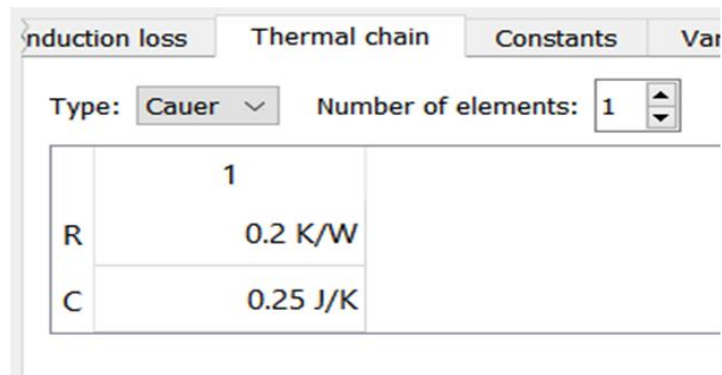 nduction loss Thermal chain Constants Var
Type: Cauer Number of elements: 1
1
R 0.2 K/W
C 0.25 J/K